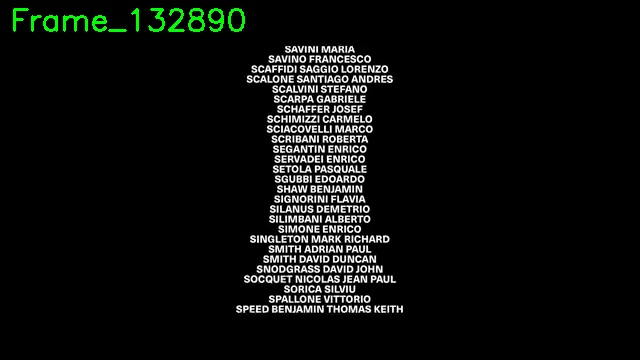 Frame_132890
SAVINI MARIA
SAVINO FRANCESCO
SCAFFIDI SAGGIO LORENZO
SCALONE SANTIAGO ANDRES
SCALVINI STEFANO
SCARPA GABRIELE
SCHAFFER JOSEF
SCHIMIZZI CARMELO
SCIACOVELLI MARCO
SCRIBANI ROBERTA
SEGANTIN ENRICO
SERVADEI ENRICO
SETOLA PASQUALE
SGUBBI EDOARDO
SHAW BENJAMIN
SIGNORINI FLAVIA
SILANUS DEMETRIO
SILIMBANI ALBERTO
SIMONE ENRICO
SINGLETON MARK RICHARD
SMITH ADRIAN PAUL
SMITH DAVID DUNCAN
SNODGRASS DAVID JOHN
SOCQUET NICOLAS JEAN PAUL
SORICA SILVIU
SPALLONE VITTORIO
SPEED BENJAMIN THOMAS KEITH